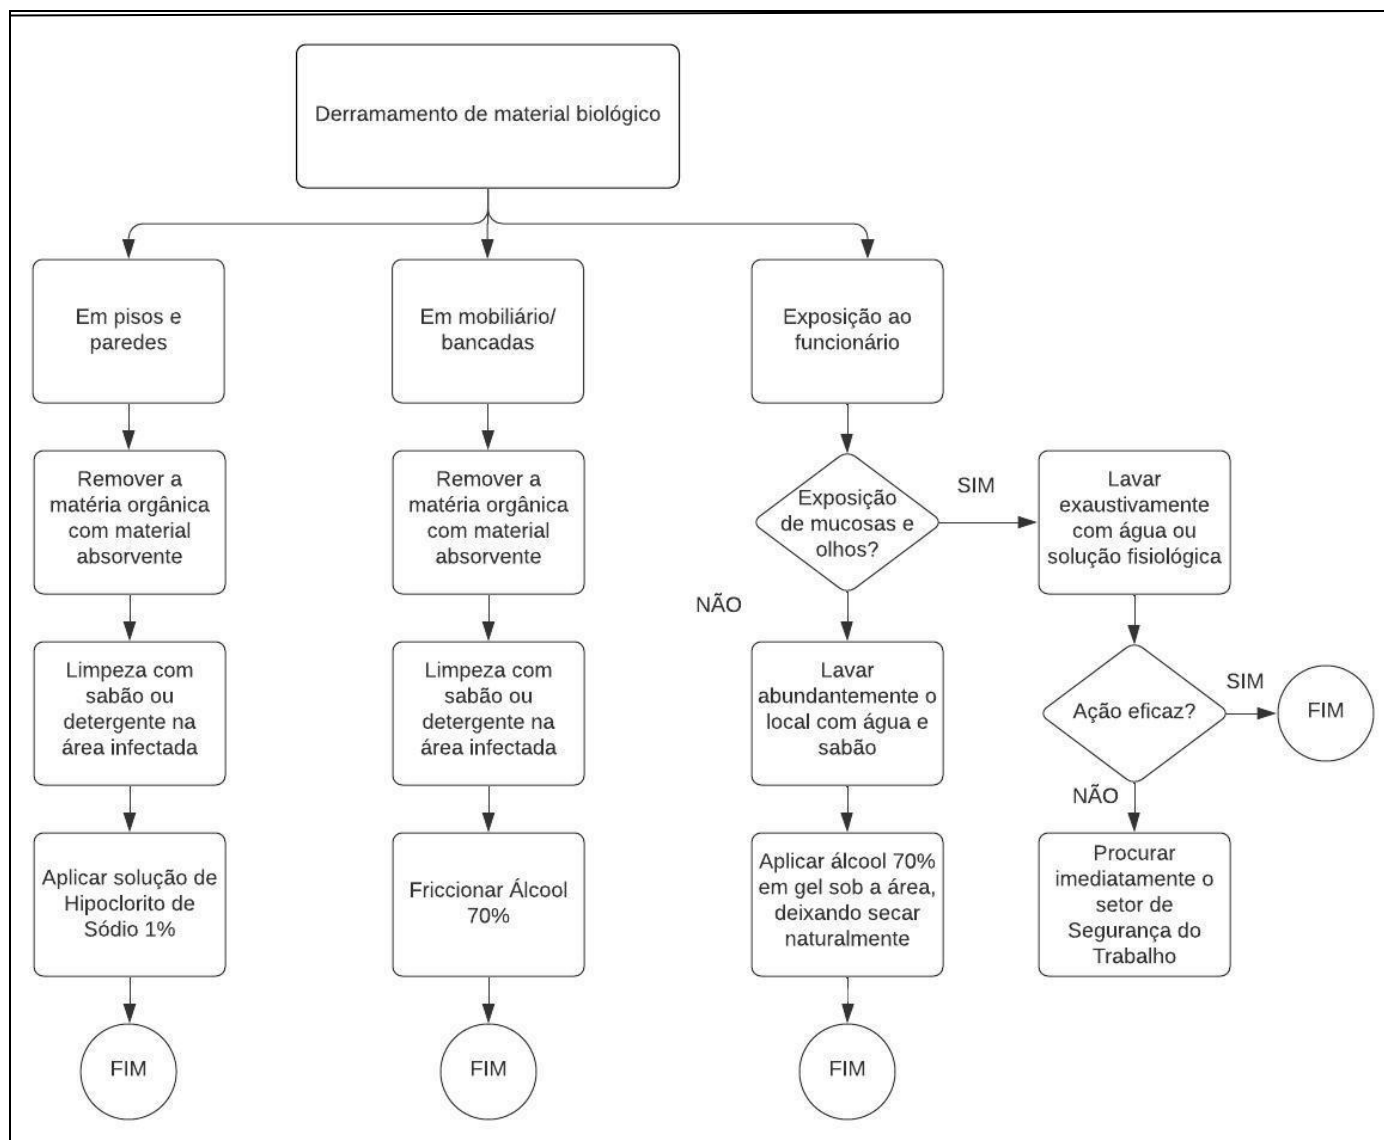 Derramamento de material biológico
Em pisos e
paredes
Em mobiliário/
bancadas
Exposição ao
funcionário
Remover a
matéria orgânica
com material
absorvente
Remover a
matéria orgânica
com material
absorvente
Exposição
de mucosas e
olhos?
SIM
Lavar
exaustivamente
com água ou
solução fisiológica
NÃO
Limpeza com
sabão ou
detergente na
área infectada
Limpeza com
sabão ou
detergente na
área infectada
Lavar
abundantemente o
local com água e
sabão
Ação eficaz?
SIM
FIM
NÃO
Aplicar solução de
Hipoclorito de
Sódio 1%
Friccionar Álcool
70%
Aplicar álcool 70%
em gel sob a área,
deixando secar
naturalmente
Procurar
imediatamente o
setor de
Segurança do
Trabalho
FIM
FIM
FIM